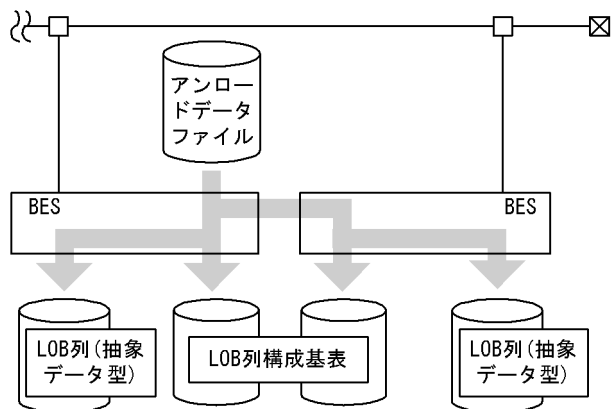 アンロー
ドデータ
ファイル
BES
BES
LOB列(抽象
データ型)
LOB列構成基表
LOB列(抽象
データ型)